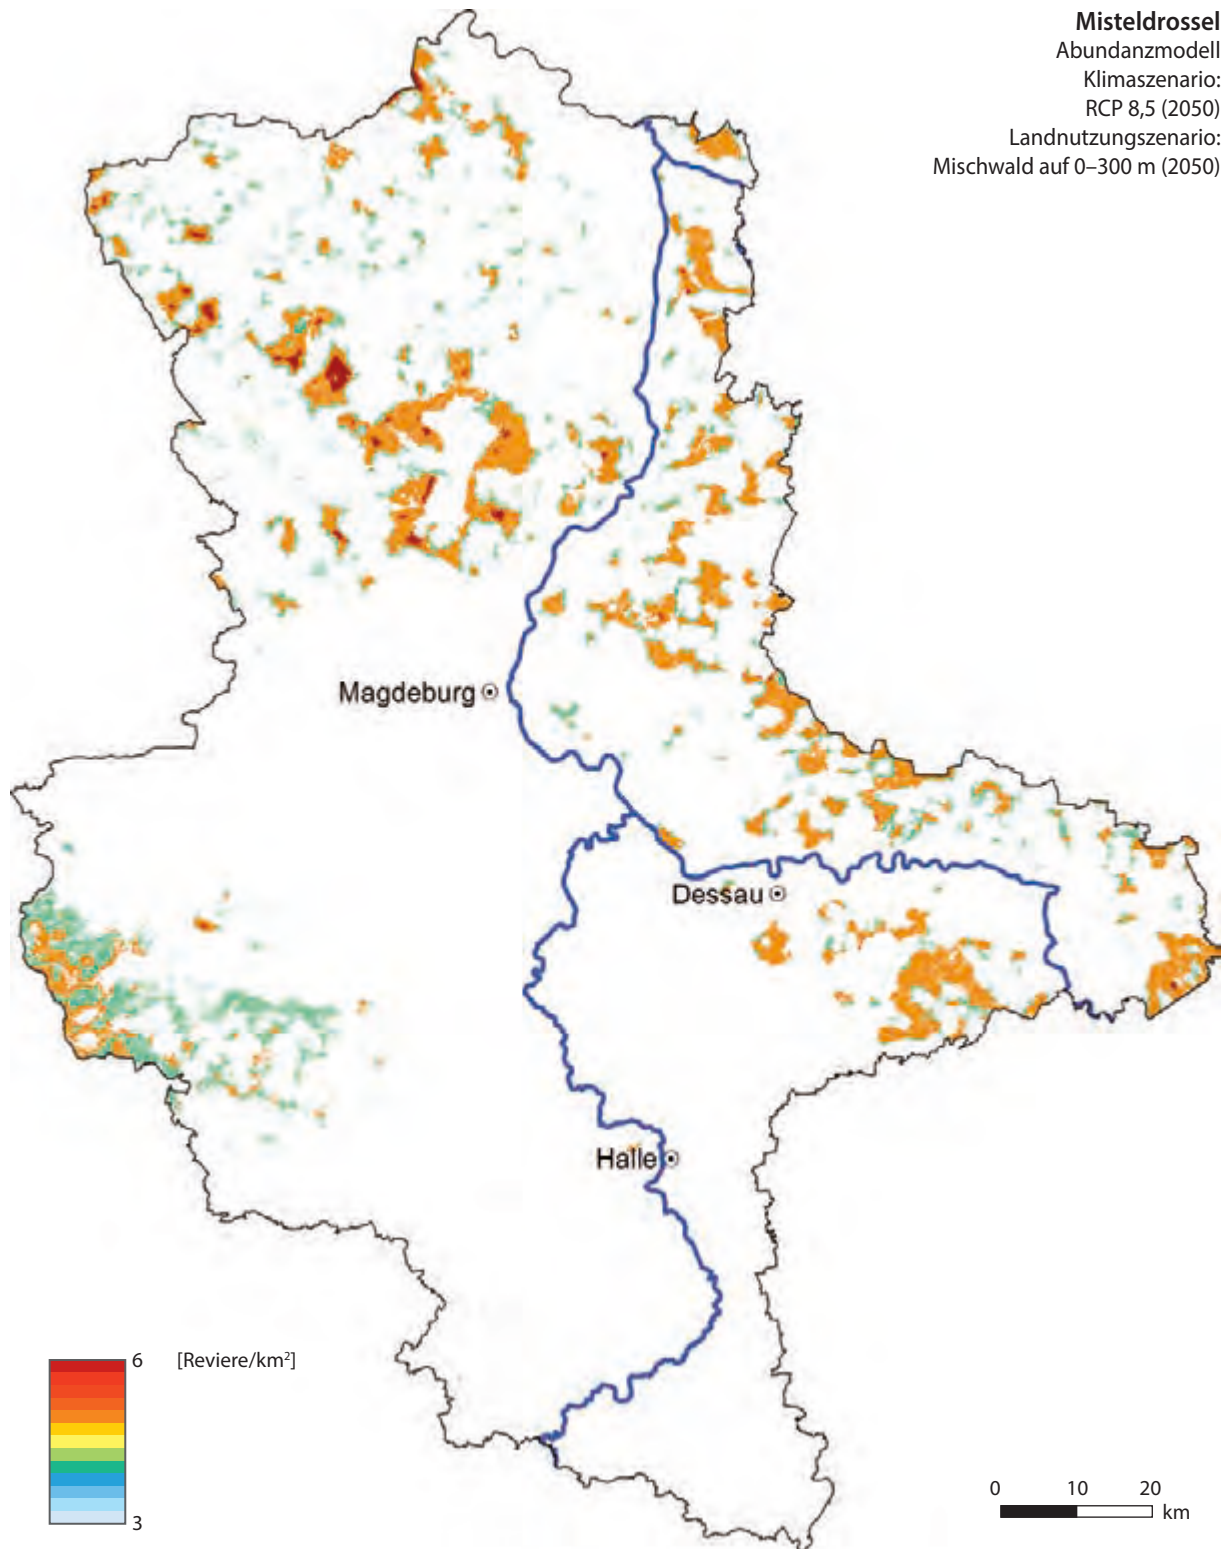 Misteldrossel
Abundanzmodell
Klimaszenario:
RCP 8,5 (2050)
Landnutzungszenario:
Mischwald auf 0–300 m (2050)
Magdeburg
Dessau
Halle
6 [Reviere/km²]
3
0 10 20
km